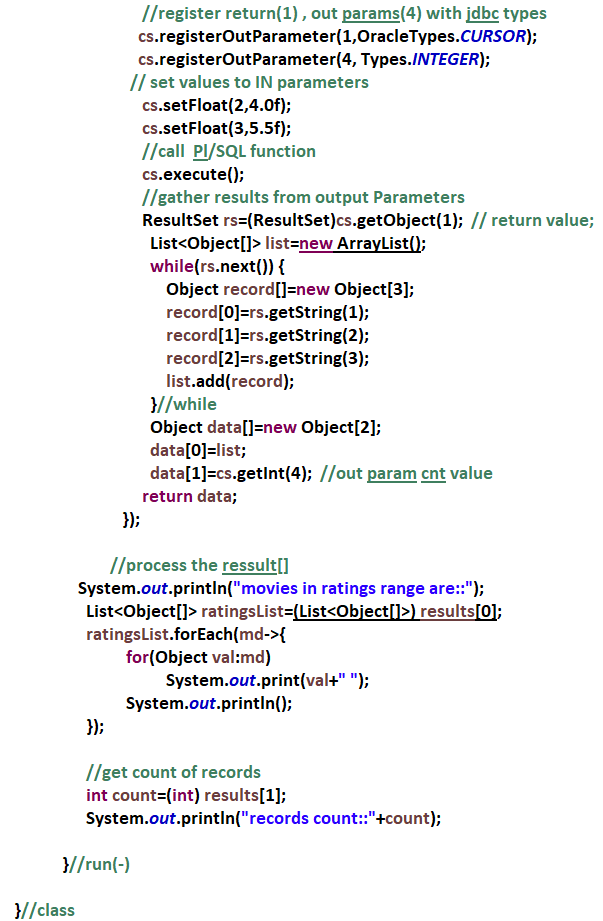 //register return(1) , out params(4) with jdbc types
cs.registerOutParameter(1,OracleTypes.CURSOR);
cs.registerOutParameter(4, Types.INTEGER);
// set values to IN parameters
cs.setFloat(2,4.0f);
cs.setFloat(3,5.5f);
//call Pl/SQL function
cs.execute();
//gather results from output Parameters
ResultSet rs=(ResultSet)cs.getObject(1); // return value;
List<Object[]> list=new ArrayList();
while(rs.next()) {
Object record[]=new Object[3];
record[0]=rs.getString(1);
record[1]=rs.getString(2);
record[2]=rs.getString(3);
list.add(record);
}//while
Object data[]=new Object[2];
data[0]=list;
data[1]=cs.getInt(4); //out param cnt value
return data;
});
//process the ressult[]
System.out.println("movies in ratings range are::");
List<Object[]> ratingsList=(List<Object[]>) results[0];
ratingsList.forEach(md->{
for(Object val:md)
System.out.print(val+" ");
System.out.println();
});
//get count of records
int count=(int) results[1];
System.out.println("records count::"+count);
}//run(-)
}//class